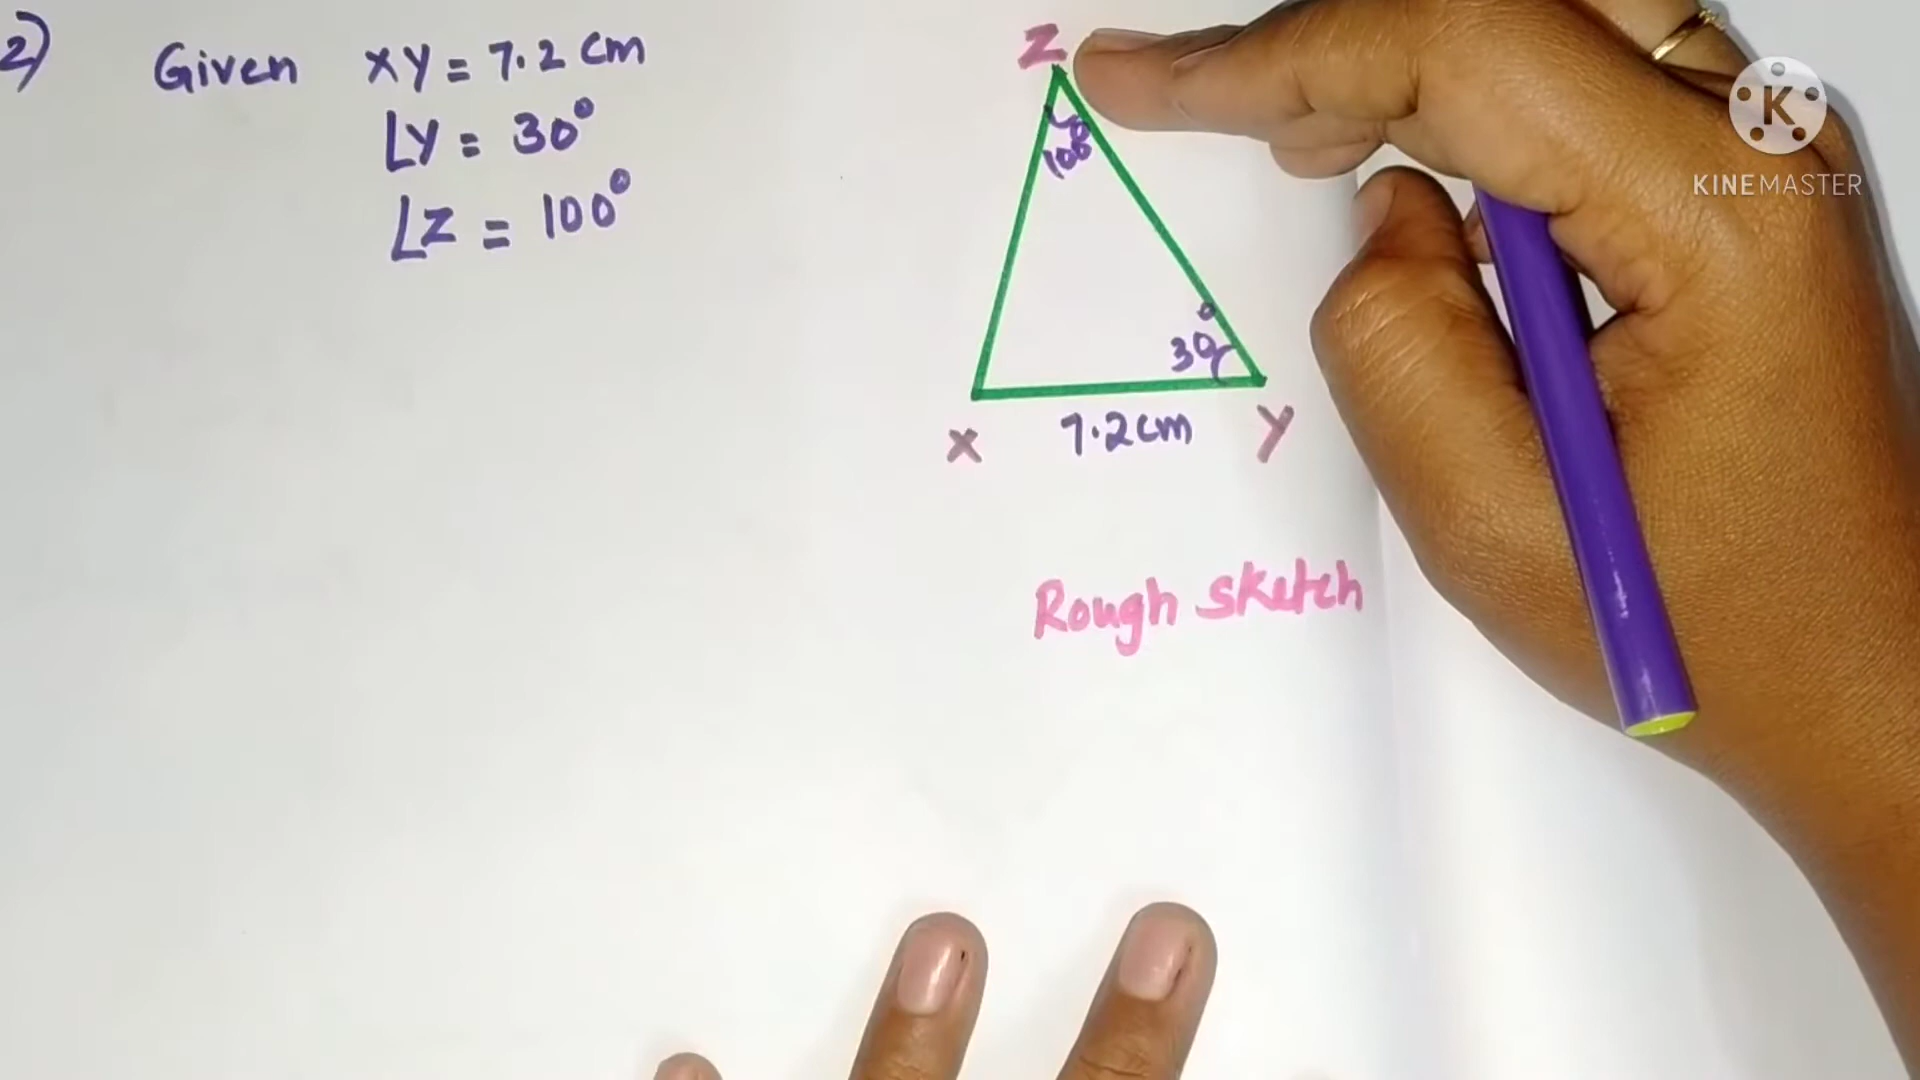 2) Given XY = 7.2 cm
∟Y = 30°
∟Z = 100°
Z
100°
30°
X 7.2cm Y
Rough sketch
K
KINEMASTER